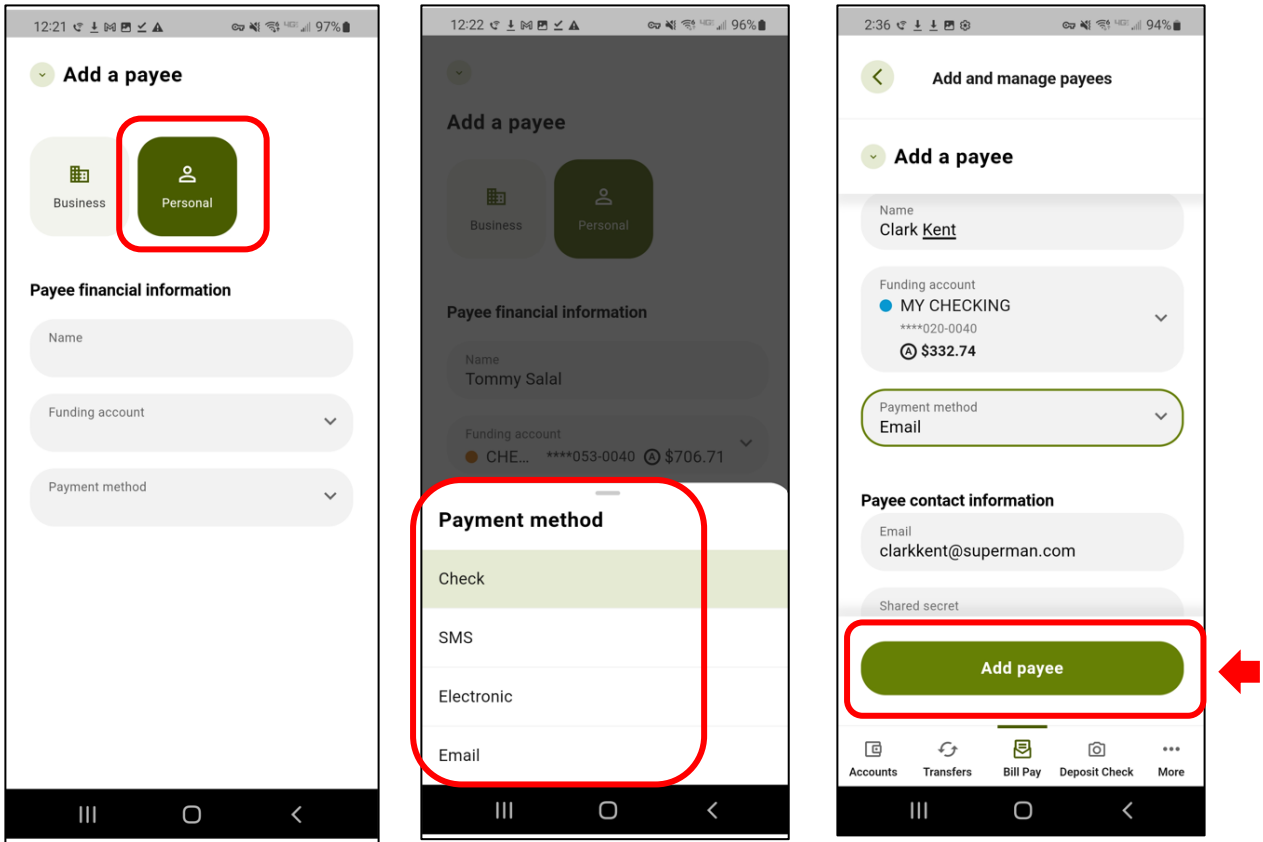 12:21 97%
Add a payee
Business
Personal
Payee financial information
Name
Funding account
Payment method
12:22 96%
Add a payee
Business
Personal
Payee financial information
Name
Tommy Salal
Funding account
CHE... ****053-0040 A $706.71
Payment method
Check
SMS
Electronic
Email
2:36 94%
Add and manage payees
Add a payee
Name
Clark Kent
Funding account
MY CHECKING
****020-0040
A $332.74
Payment method
Email
Payee contact information
Email
clarkkent@superman.com
Shared secret
Add payee
Accounts
Transfers
Bill Pay
Deposit Check
More